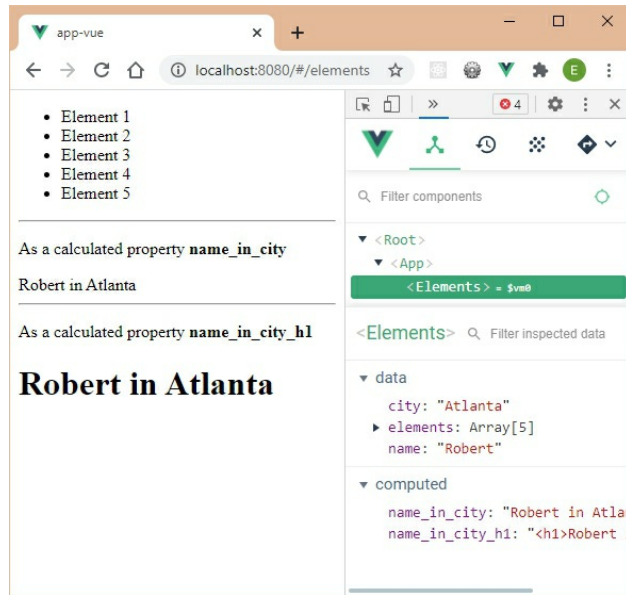 app-vue
localhost:8080/#/elements
E
Element 1
Element 2
Element 3
Element 4
Element 5
As a calculated property name_in_city
Robert in Atlanta
As a calculated property name_in_city_h1
Robert in Atlanta
4
Filter components
<Root>
<App>
<Elements> = $vm0
<Elements> Filter inspected data
data
city: "Atlanta"
elements: Array[5]
name: "Robert"
computed
name_in_city: "Robert in Atla
name_in_city_h1: "<h1>Robert